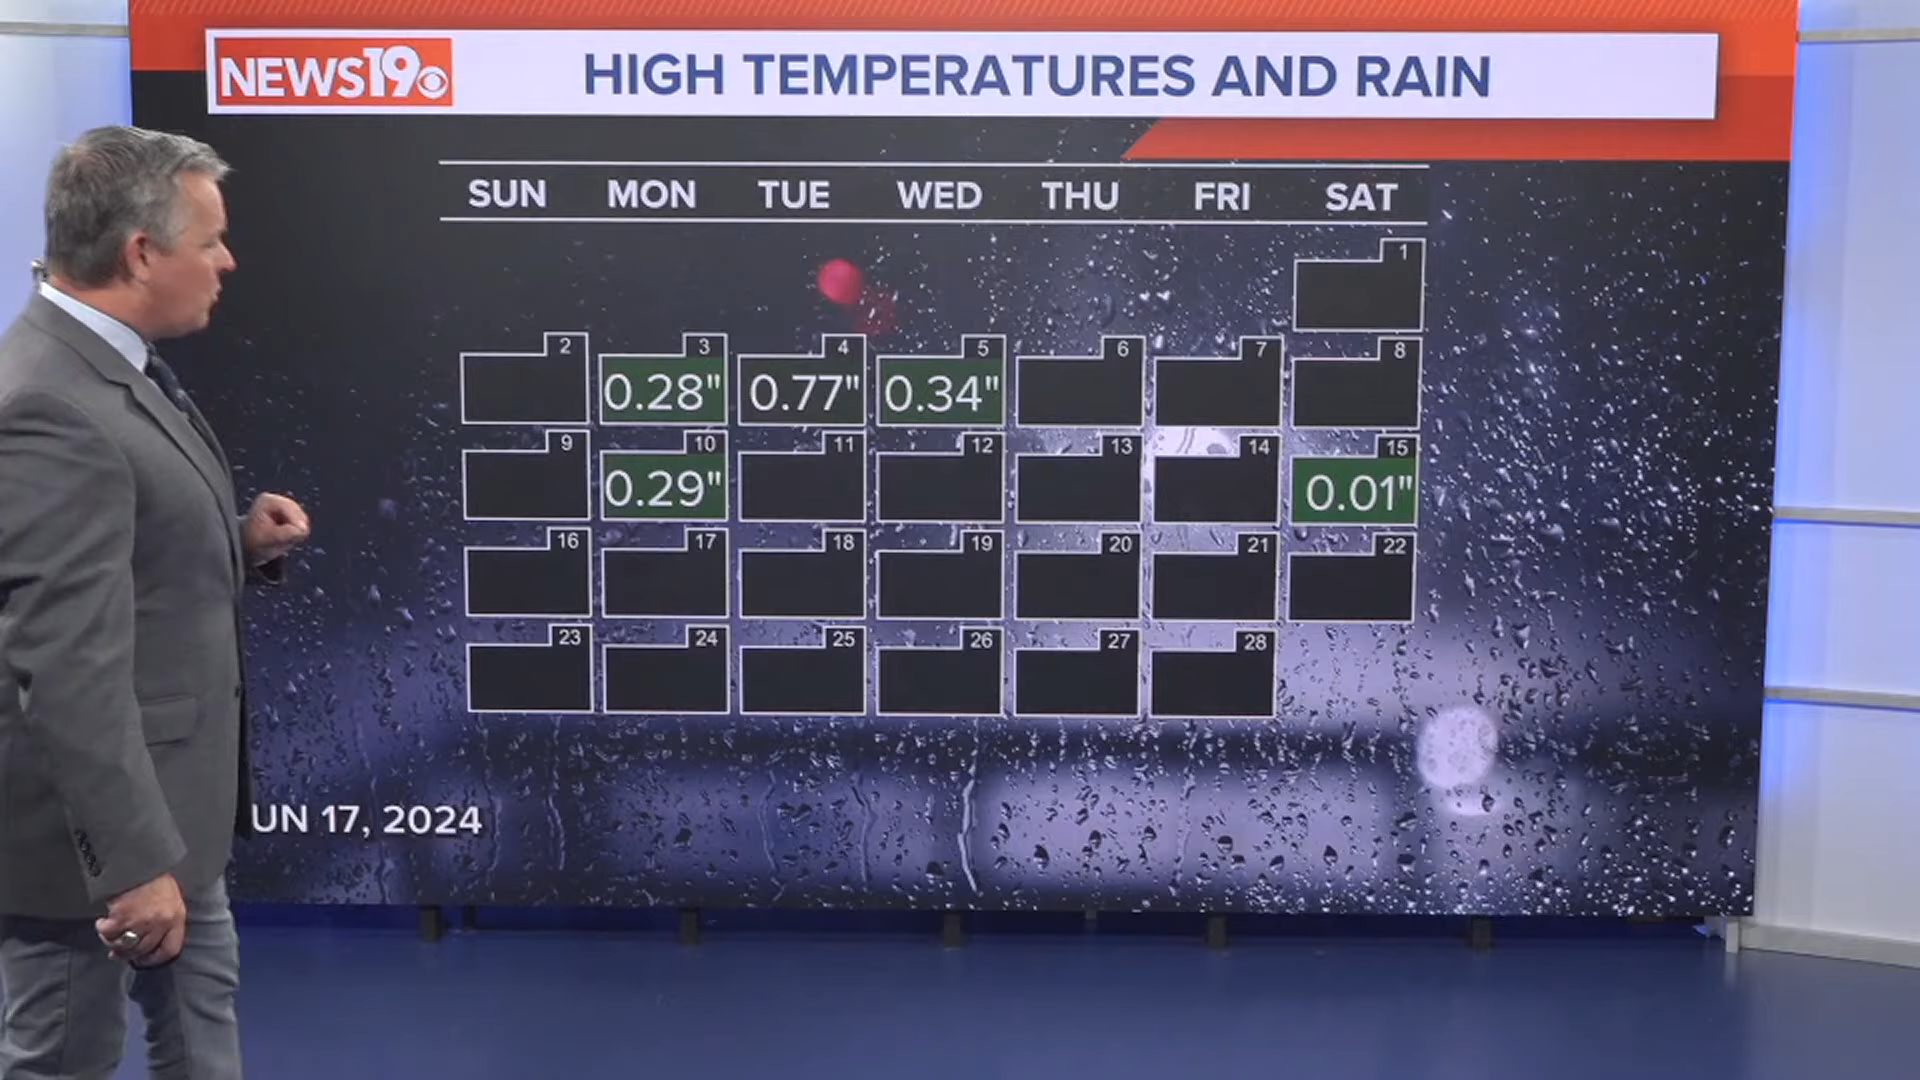 NEWS19
HIGH TEMPERATURES AND RAIN
SUN MON TUE WED THU FRI SAT
1
2 3 4 5 6 7 8
0.28" 0.77" 0.34"
9 10 11 12 13 14 15
0.29" 0.01"
16 17 18 19 20 21 22
23 24 25 26 27 28
UN 17, 2024